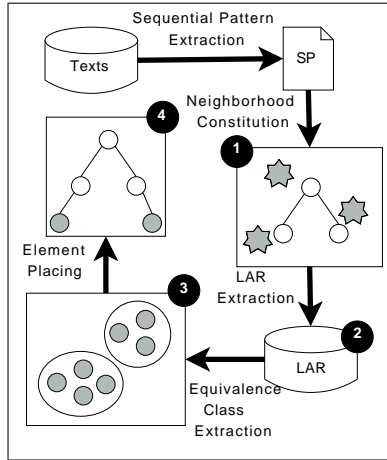 Sequential Pattern
Extraction
Texts
SP
Neighborhood
Constitution
4
1
Element
Placing
LAR
Extraction
3
2
LAR
Equivalence
Class
Extraction